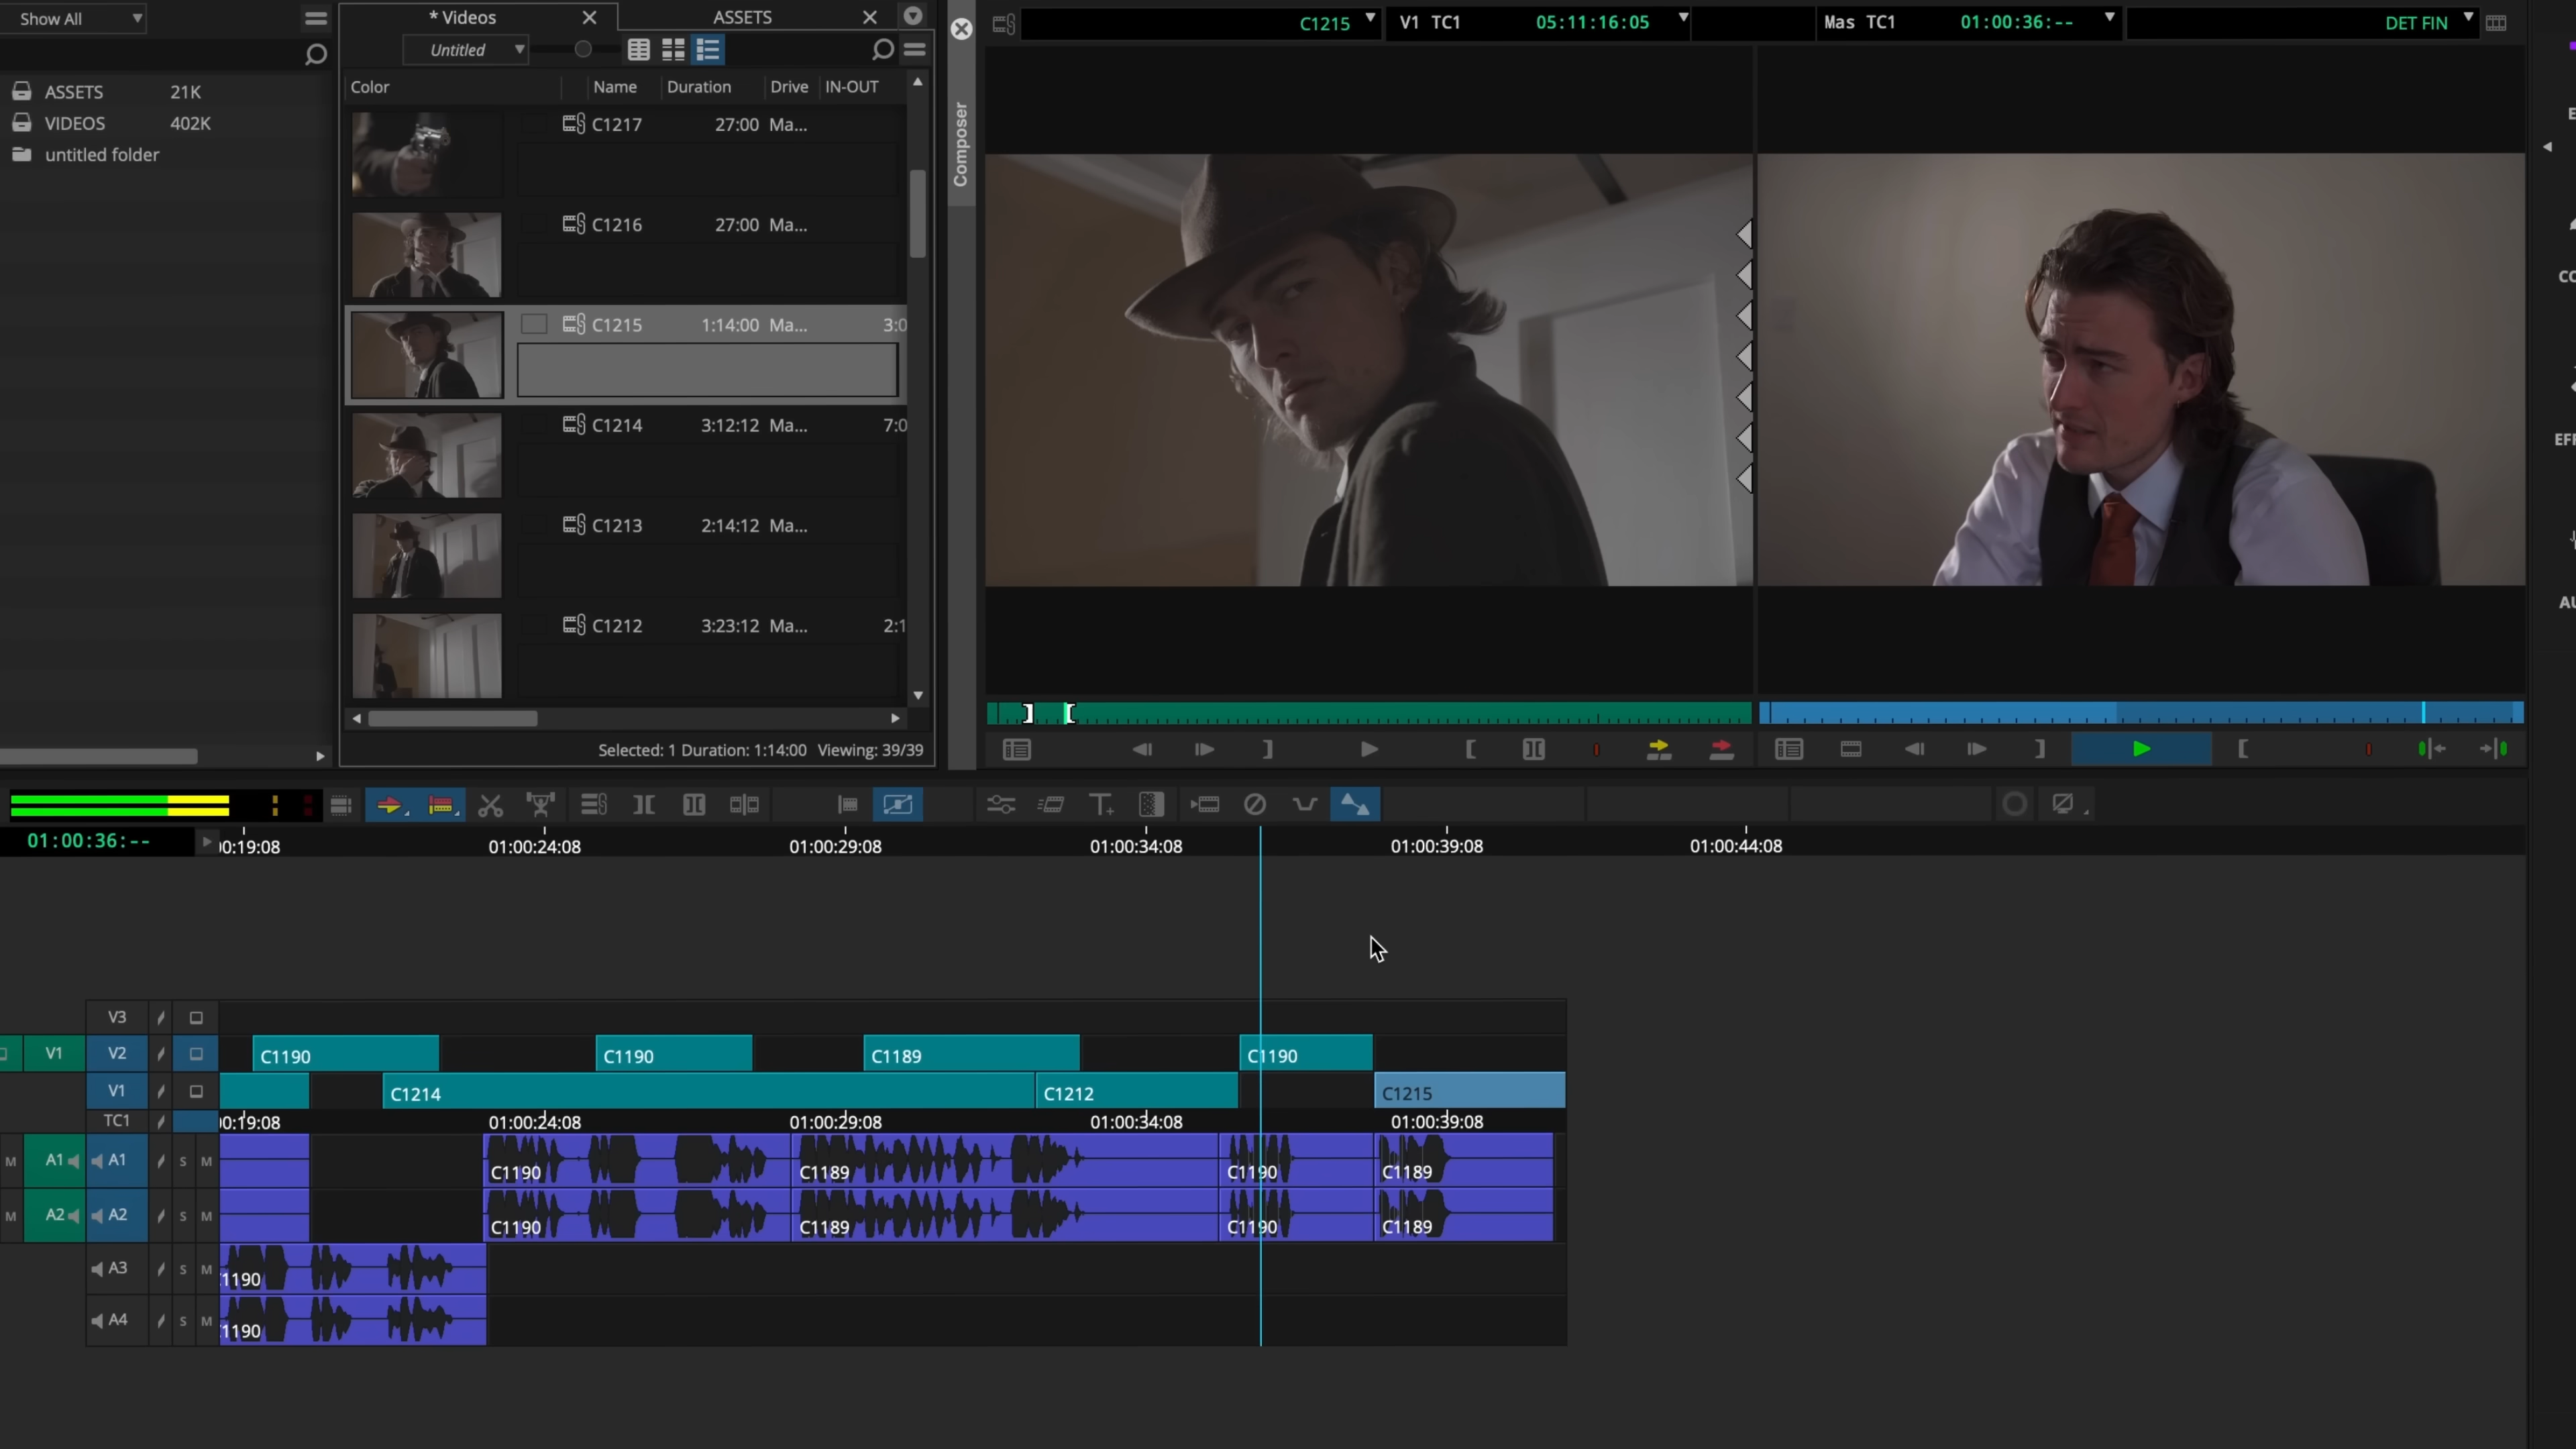 Show All
* Videos
ASSETS
C1215
V1 TC1
05:11:16:05
Mas TC1
01:00:36:--
DET FIN
Untitled
Color Name Duration Drive IN-OUT
ASSETS 21K
VIDEOS 402K
untitled folder
C1217 27:00 Ma...
C1216 27:00 Ma...
C1215 1:14:00 Ma... 3:0
C1214 3:12:12 Ma... 7:0
C1213 2:14:12 Ma...
C1212 3:23:12 Ma... 2:1
Selected: 1 Duration: 1:14:00 Viewing: 39/39
Composer
CO
EFF
AU
01:00:36:--
0:19:08 01:00:24:08 01:00:29:08 01:00:34:08 01:00:39:08 01:00:44:08
V3
V1 V2 C1190 C1190 C1189 C1190
V1 C1214 C1212 C1215
TC1 0:19:08 01:00:24:08 01:00:29:08 01:00:34:08 01:00:39:08
M A1 A1 S M C1190 C1189 C1190 C1189
M A2 A2 S M C1190 C1189 C1190 C1189
A3 S M 1190
A4 S M 1190